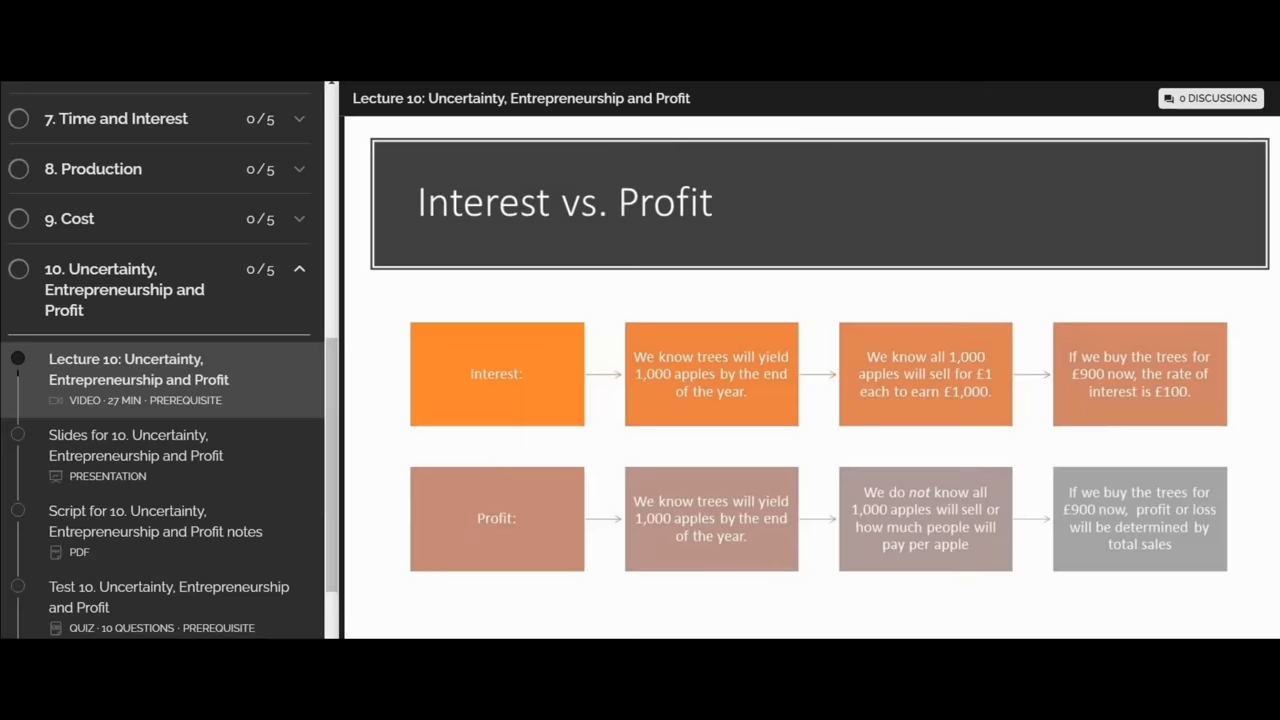 7. Time and Interest 0/5
8. Production 0/5
9. Cost 0/5
10. Uncertainty, 0/5
Entrepreneurship and
Profit
Lecture 10: Uncertainty,
Entrepreneurship and Profit
VIDEO · 27 MIN · PREREQUISITE
Slides for 10. Uncertainty,
Entrepreneurship and Profit
PRESENTATION
Script for 10. Uncertainty,
Entrepreneurship and Profit notes
PDF
Test 10. Uncertainty, Entrepreneurship
and Profit
QUIZ · 10 QUESTIONS · PREREQUISITE
Lecture 10: Uncertainty, Entrepreneurship and Profit
0 DISCUSSIONS
Interest vs. Profit
Interest:
We know trees will yield
1,000 apples by the end
of the year.
We know all 1,000
apples will sell for £1
each to earn £1,000.
If we buy the trees for
£900 now, the rate of
interest is £100.
Profit:
We know trees will yield
1,000 apples by the end
of the year.
We do not know all
1,000 apples will sell or
how much people will
pay per apple
If we buy the trees for
£900 now, profit or loss
will be determined by
total sales